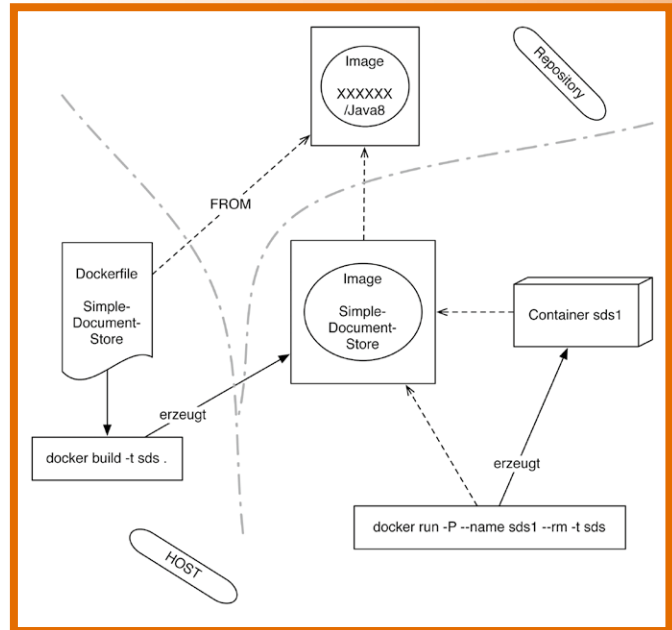 Image
XXXXXX
/Java8
Repository
FROM
Dockerfile
Simple-
Document-
Store
Image
Simple-
Document-
Store
Container sds1
erzeugt
docker build -t sds .
erzeugt
docker run -P --name sds1 --rm -t sds
HOST